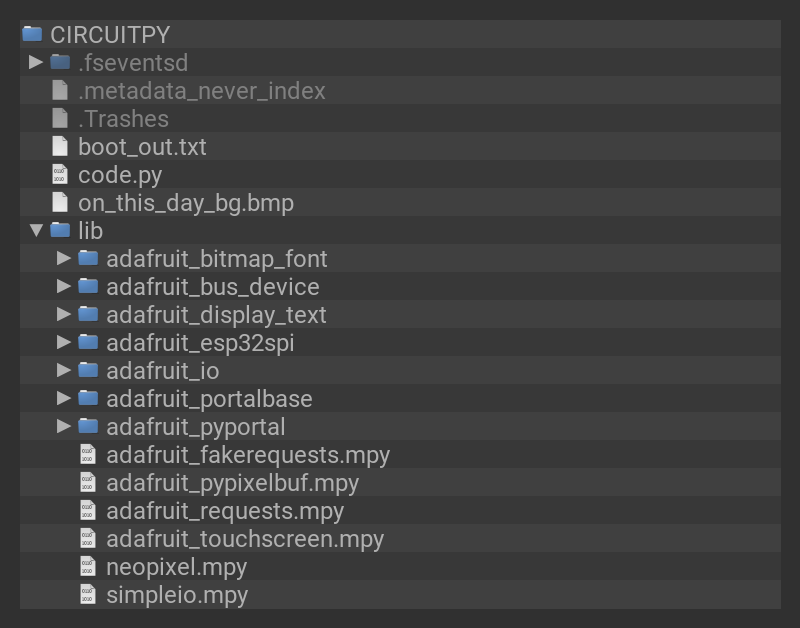 CIRCUITPY
.fseventsd
.metadata_never_index
.Trashes
boot_out.txt
code.py
on_this_day_bg.bmp
lib
adafruit_bitmap_font
adafruit_bus_device
adafruit_display_text
adafruit_esp32spi
adafruit_io
adafruit_portalbase
adafruit_pyportal
adafruit_fakerequests.mpy
adafruit_pypixelbuf.mpy
adafruit_requests.mpy
adafruit_touchscreen.mpy
neopixel.mpy
simpleio.mpy